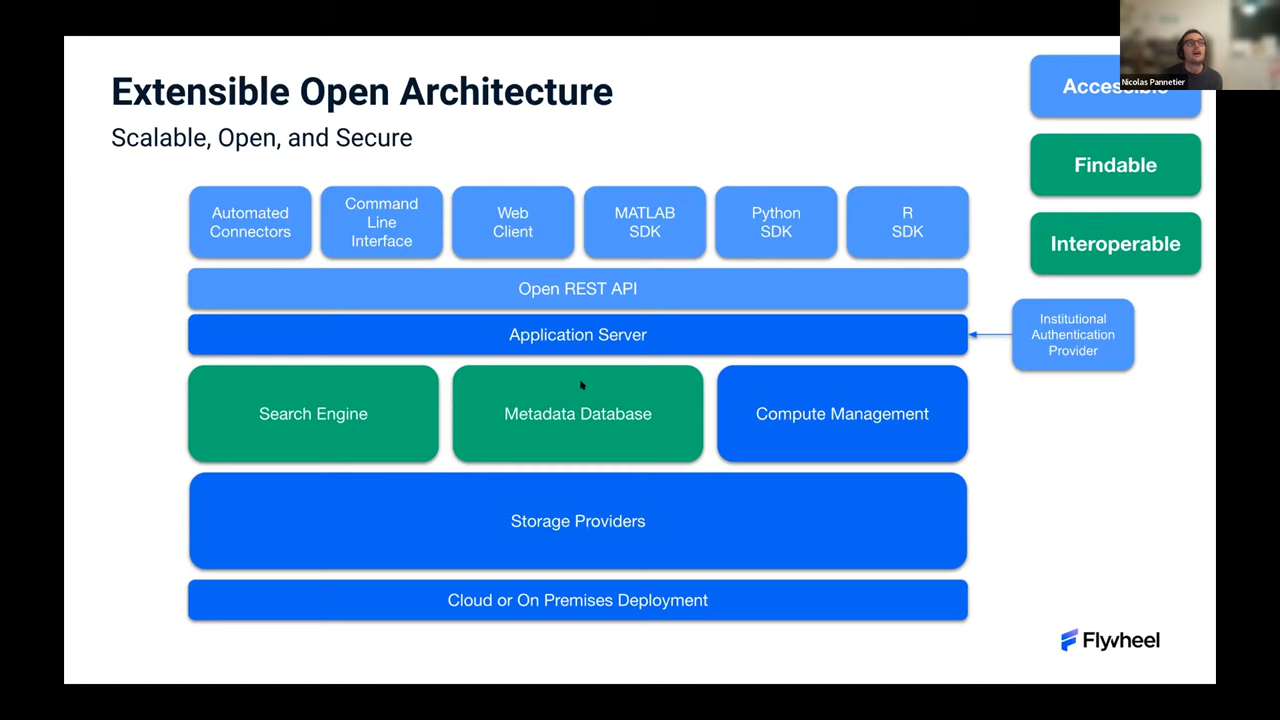 Extensible Open Architecture
Scalable, Open, and Secure
Nicolas Pannetier
Accessible
Findable
Interoperable
Automated
Connectors
Command
Line
Interface
Web
Client
MATLAB
SDK
Python
SDK
R
SDK
Open REST API
Application Server
Institutional
Authentication
Provider
Search Engine
Metadada Database
Compute Management
Storage Providers
Cloud or On Premises Deployment
Flywheel